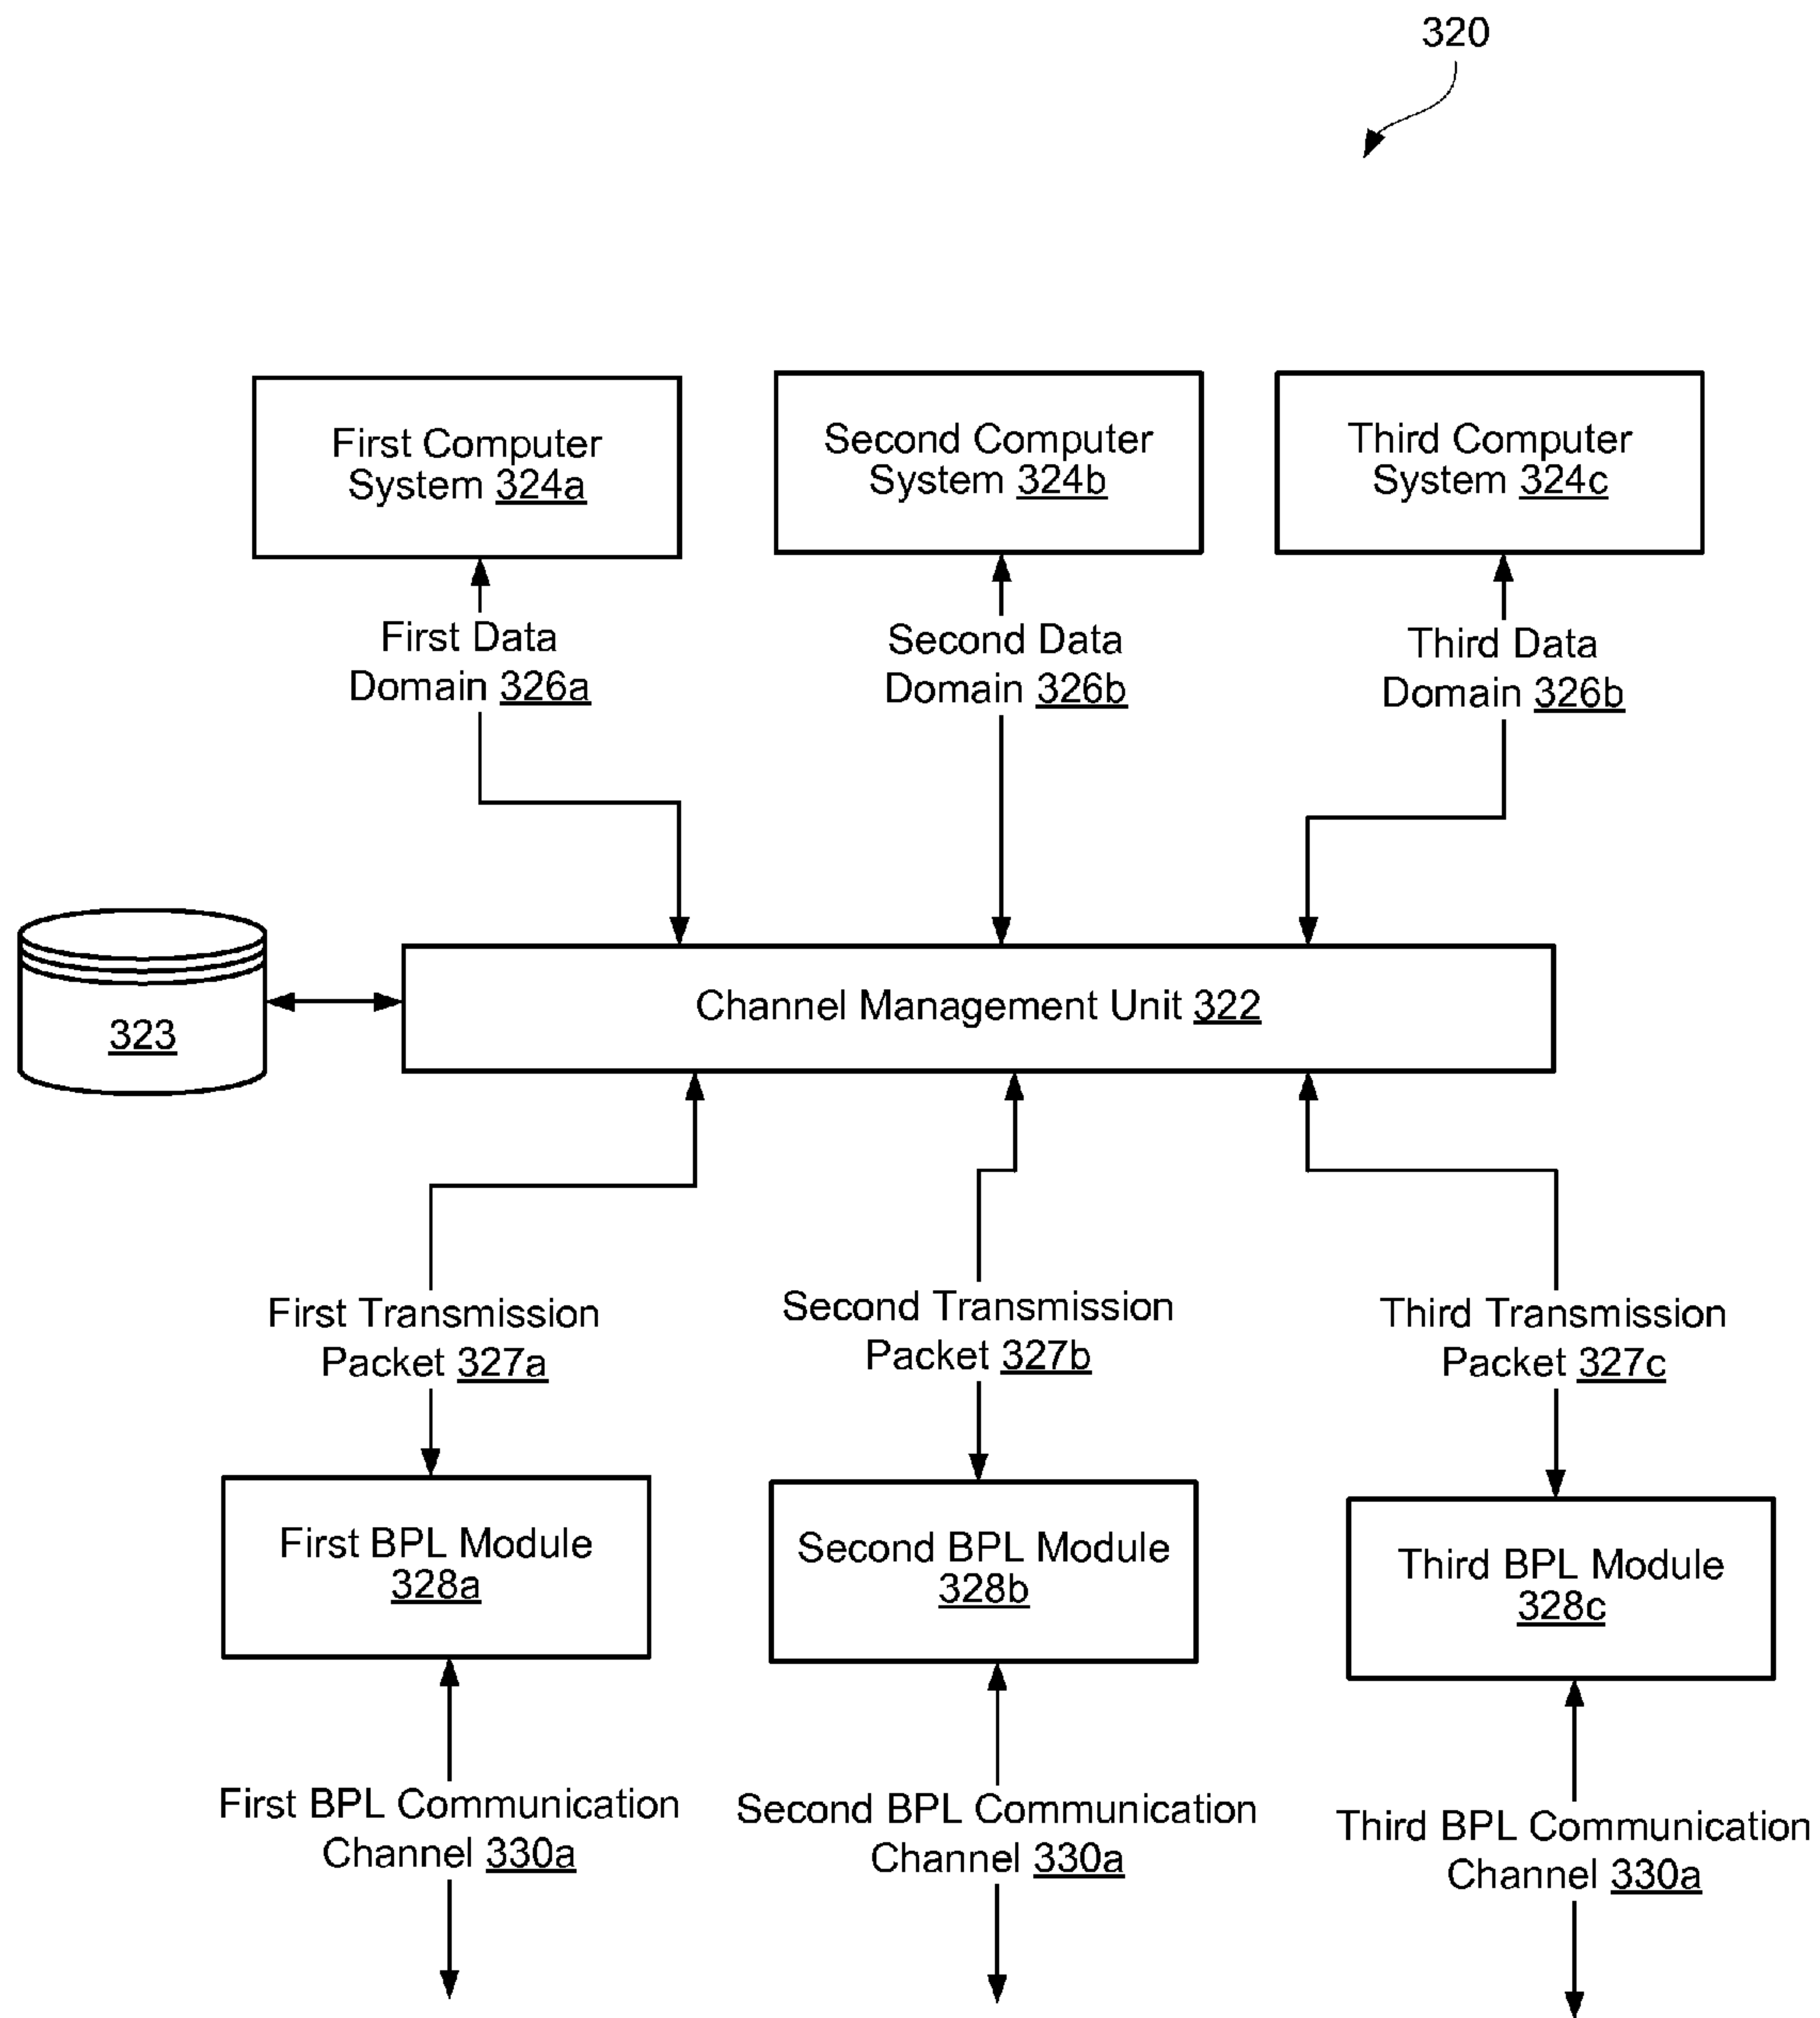 320
First Computer
System 324a
Second Computer
System 324b
Third Computer
System 324c
First Data
Domain 326a
Second Data
Domain 326b
Third Data
Domain 326b
323
Channel Management Unit 322
First Transmission
Packet 327a
Second Transmission
Packet 327b
Third Transmission
Packet 327c
First BPL Module
328a
Second BPL Module
328b
Third BPL Module
328c
First BPL Communication
Channel 330a
Second BPL Communication
Channel 330a
Third BPL Communication
Channel 330a